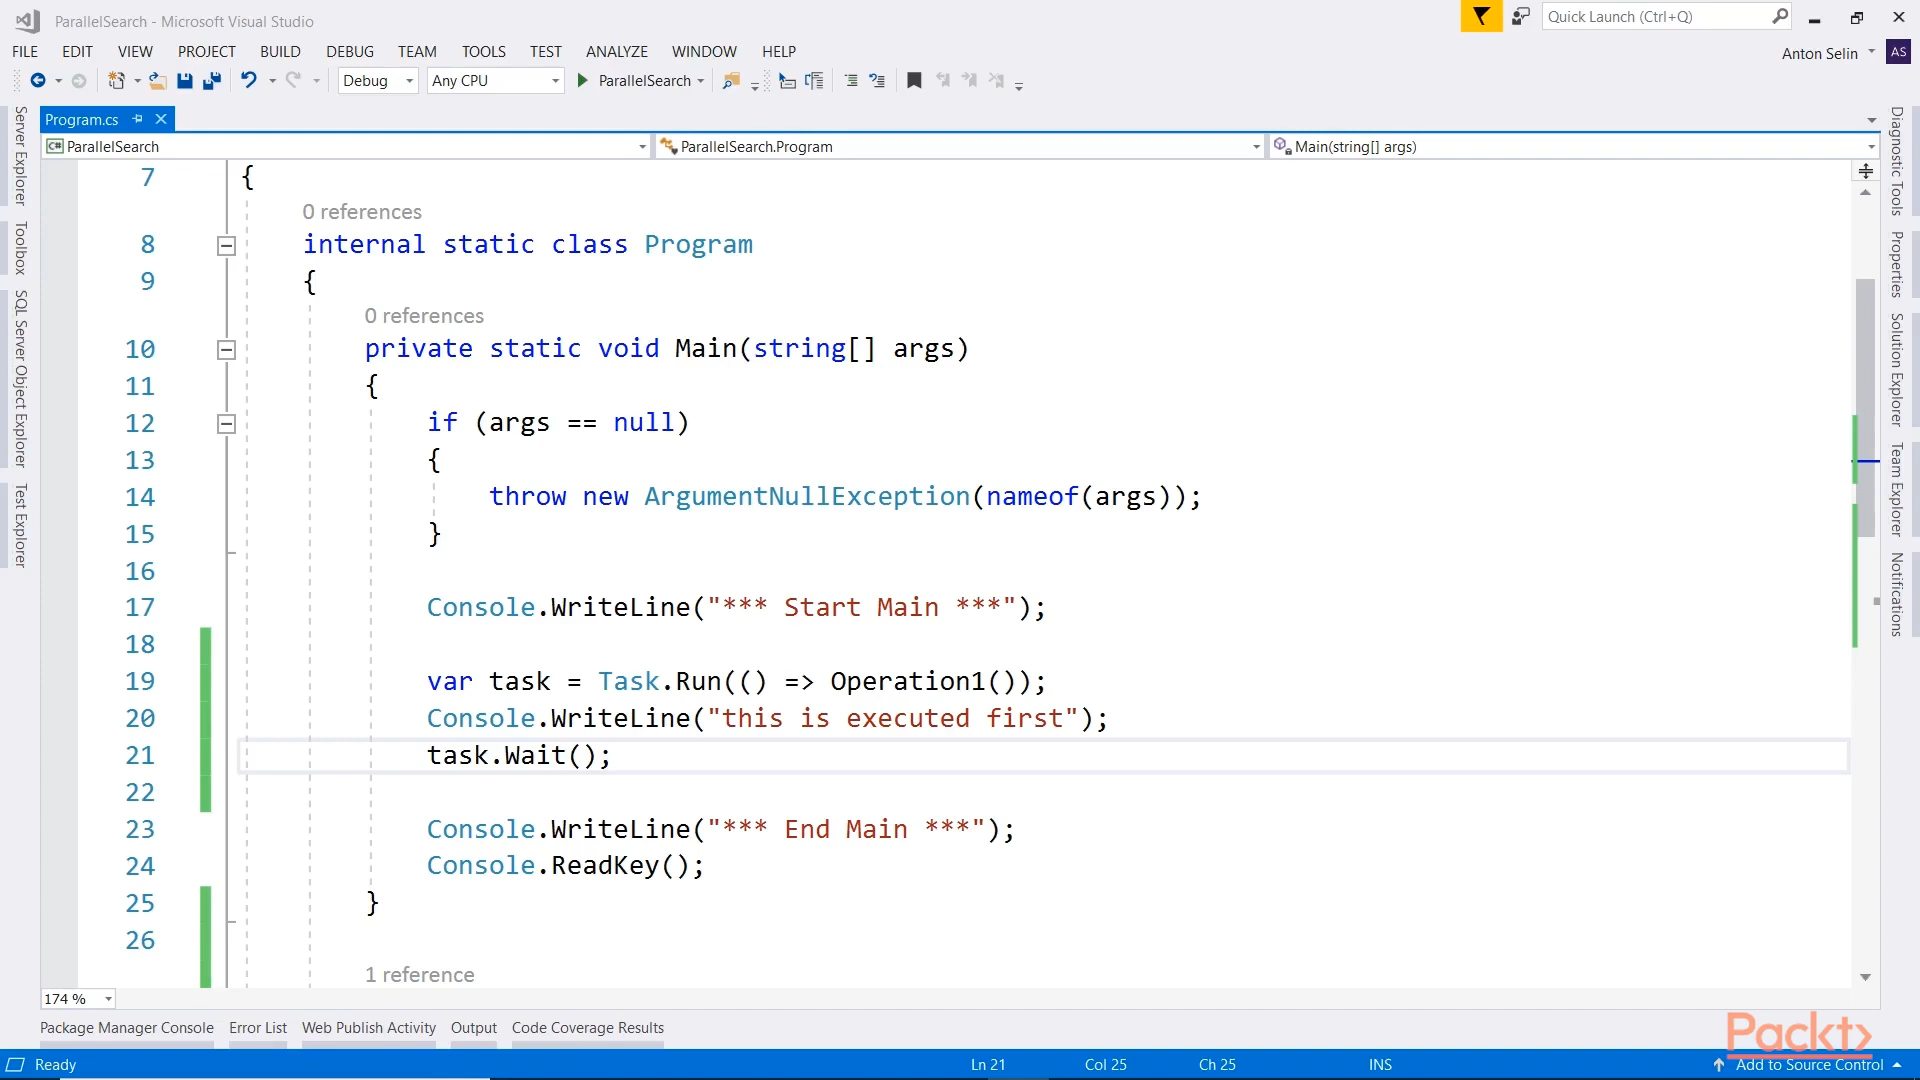 ParallelSearch - Microsoft Visual Studio
Quick Launch (Ctrl+Q)
FILE EDIT VIEW PROJECT BUILD DEBUG TEAM TOOLS TEST ANALYZE WINDOW HELP
Anton Selin AS
Debug Any CPU ParallelSearch
Program.cs
C# ParallelSearch ParallelSearch.Program Main(string[] args)
Server Explorer
Toolbox
SQL Server Object Explorer
Test Explorer
7 {
0 references
8 internal static class Program
9 {
0 references
10 private static void Main(string[] args)
11 {
12 if (args == null)
13 {
14 throw new ArgumentNullException(nameof(args));
15 }
16
17 Console.WriteLine("*** Start Main ***");
18
19 var task = Task.Run(() => Operation1());
20 Console.WriteLine("this is executed first");
21 task.Wait();
22
23 Console.WriteLine("*** End Main ***");
24 Console.ReadKey();
25 }
26
1 reference
Diagnostic Tools
Properties
Solution Explorer
Team Explorer
Notifications
174 %
Package Manager Console Error List Web Publish Activity Output Code Coverage Results
Packt>
Ready Ln 21 Col 25 Ch 25 INS Add to Source Control